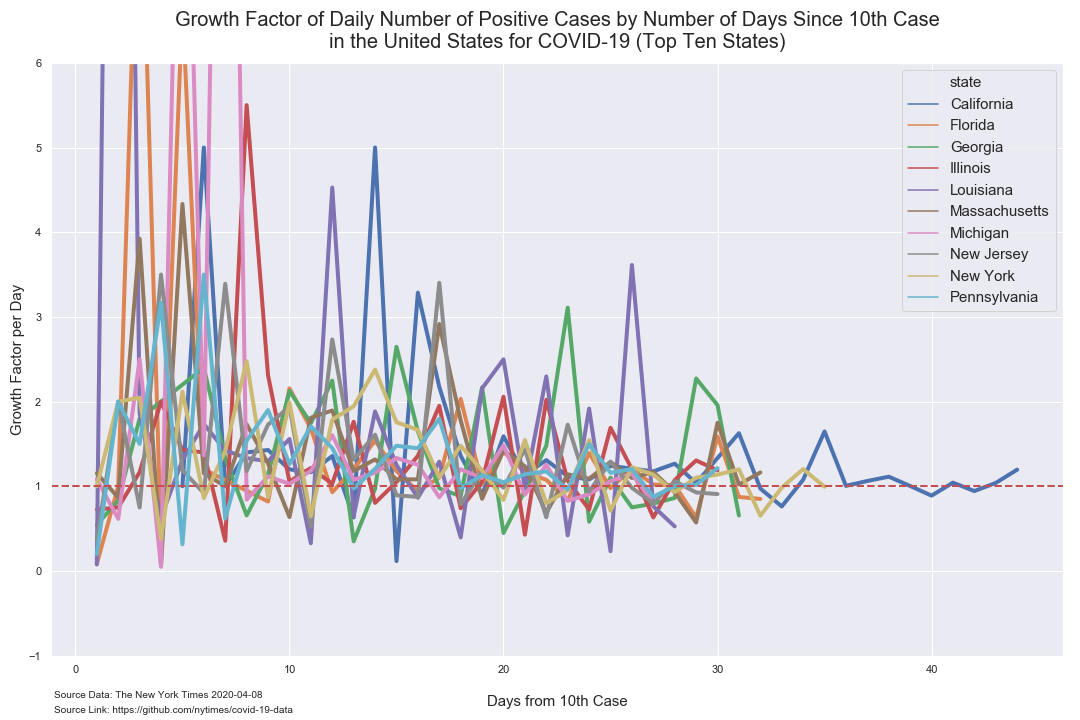 Growth Factor of Daily Number of Positive Cases by Number of Days Since 10th Case
in the United States for COVID-19 (Top Ten States)
6
5
4
3
2
1
0
−1
Growth Factor per Day
state
California
Florida
Georgia
Illinois
Louisiana
Massachusetts
Michigan
New Jersey
New York
Pennsylvania
0
10
20
30
40
Days from 10th Case
Source Data: The New York Times 2020-04-08
Source Link: https://github.com/nytimes/covid-19-data